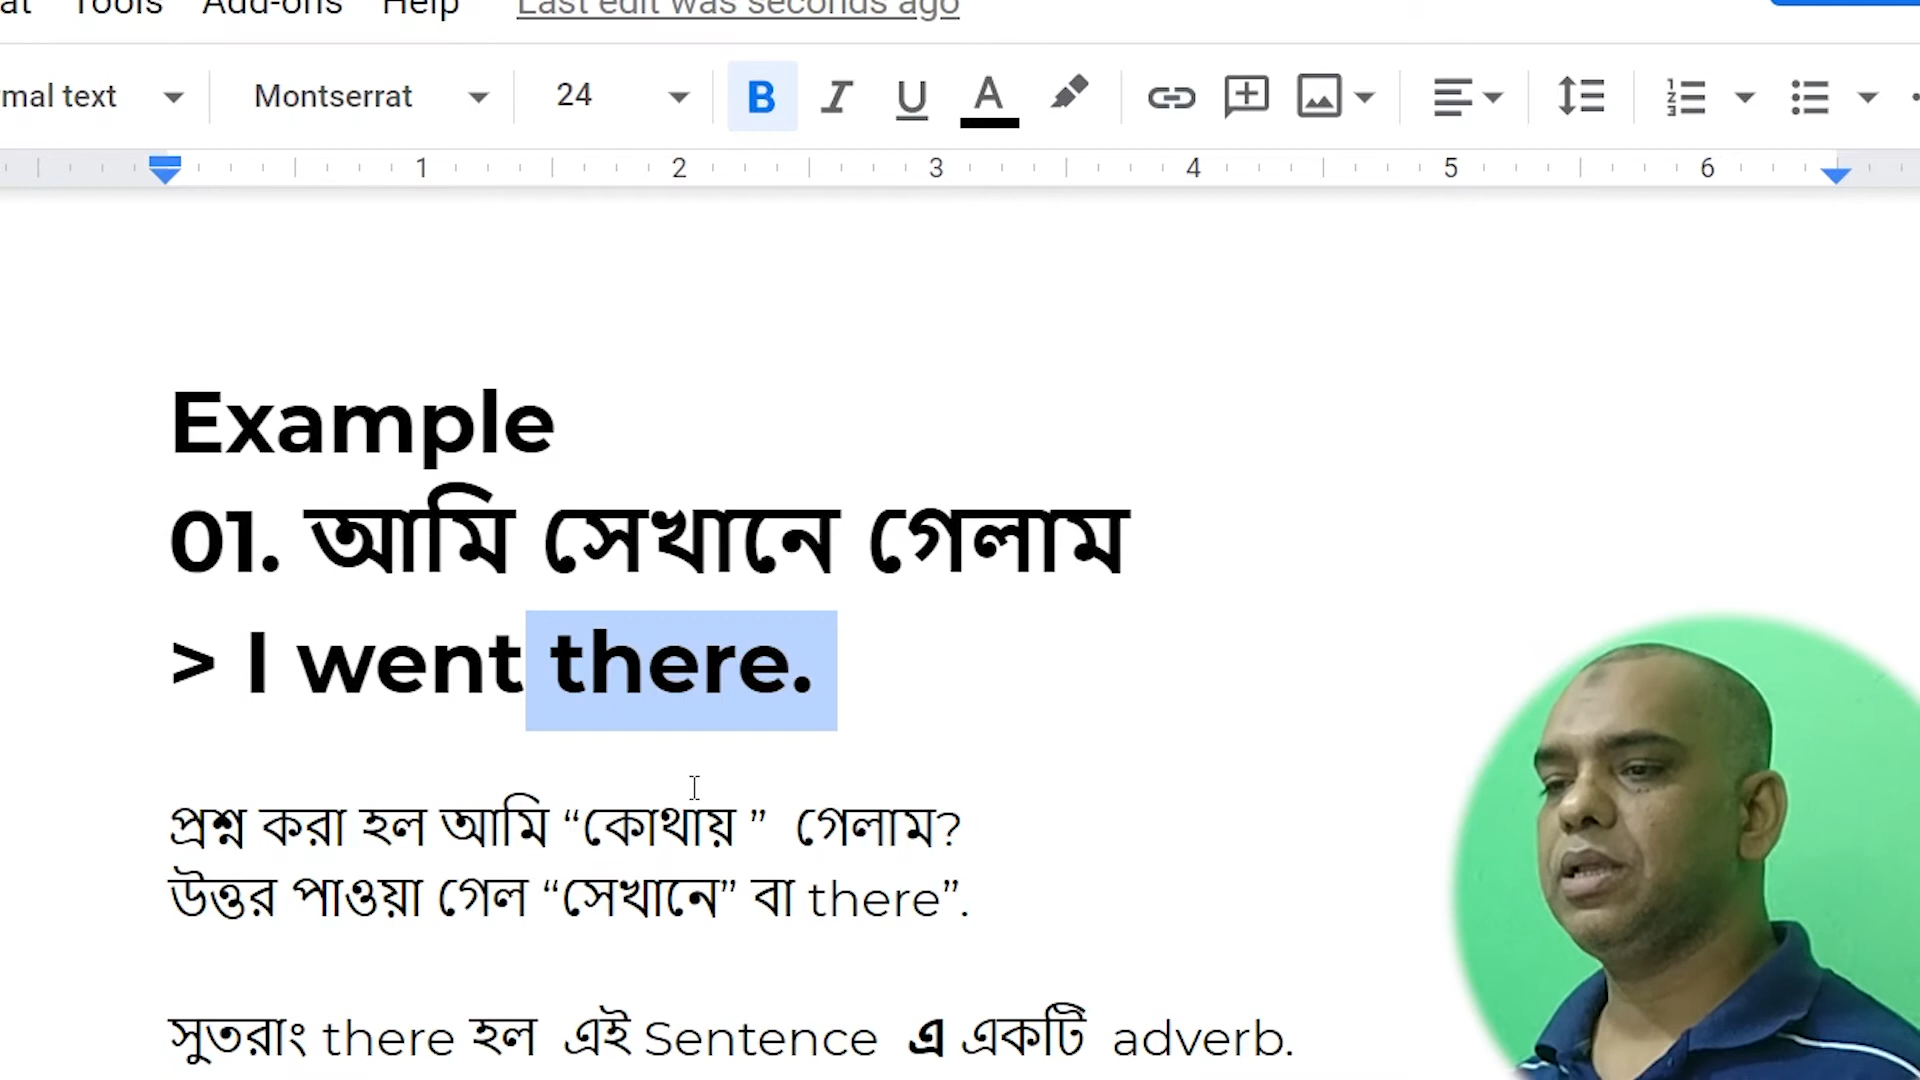 Tools Add-ons Help Last edit was seconds ago
mal text Montserrat 24 B I U A
1 2 3 4 5 6
Example
01. আমি সেখানে গেলাম
> I went there.
প্রশ্ন করা হল আমি “কোথায় ” গেলাম?
উত্তর পাওয়া গেল “সেখানে” বা there”.
সুতরাং there হল এই Sentence এ একটি adverb.